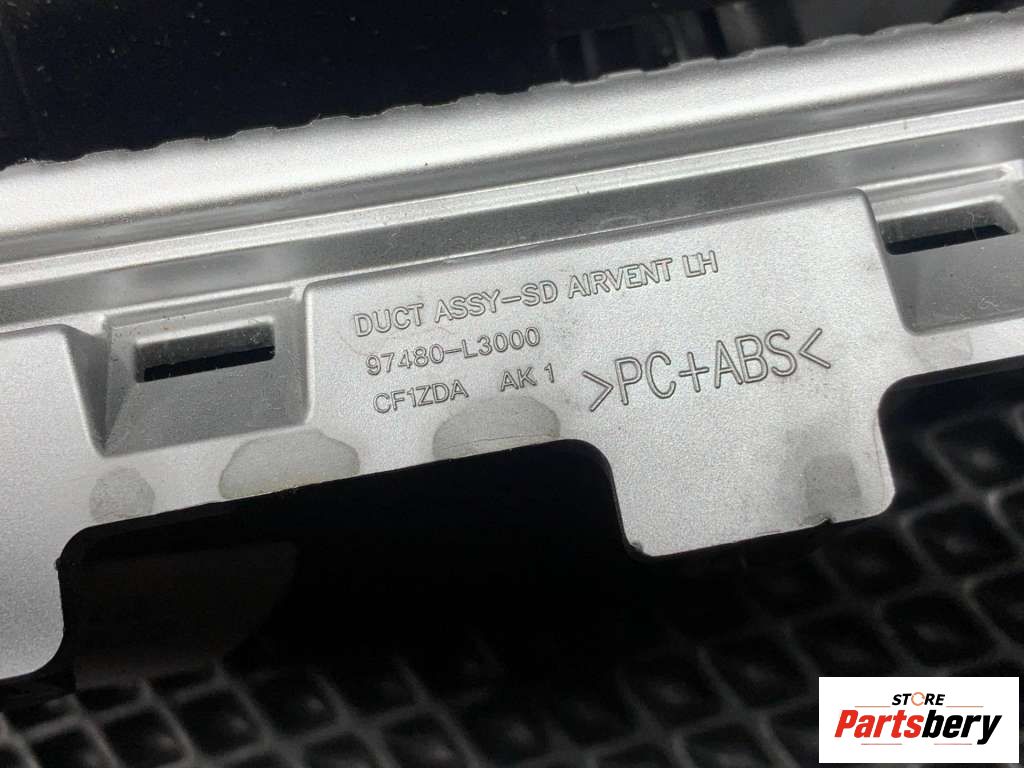 DUCT ASSY-SD AIRVENT LH
97480-L3000
CF1ZDA AK 1
>PC+ABS<
STORE
Partsbery